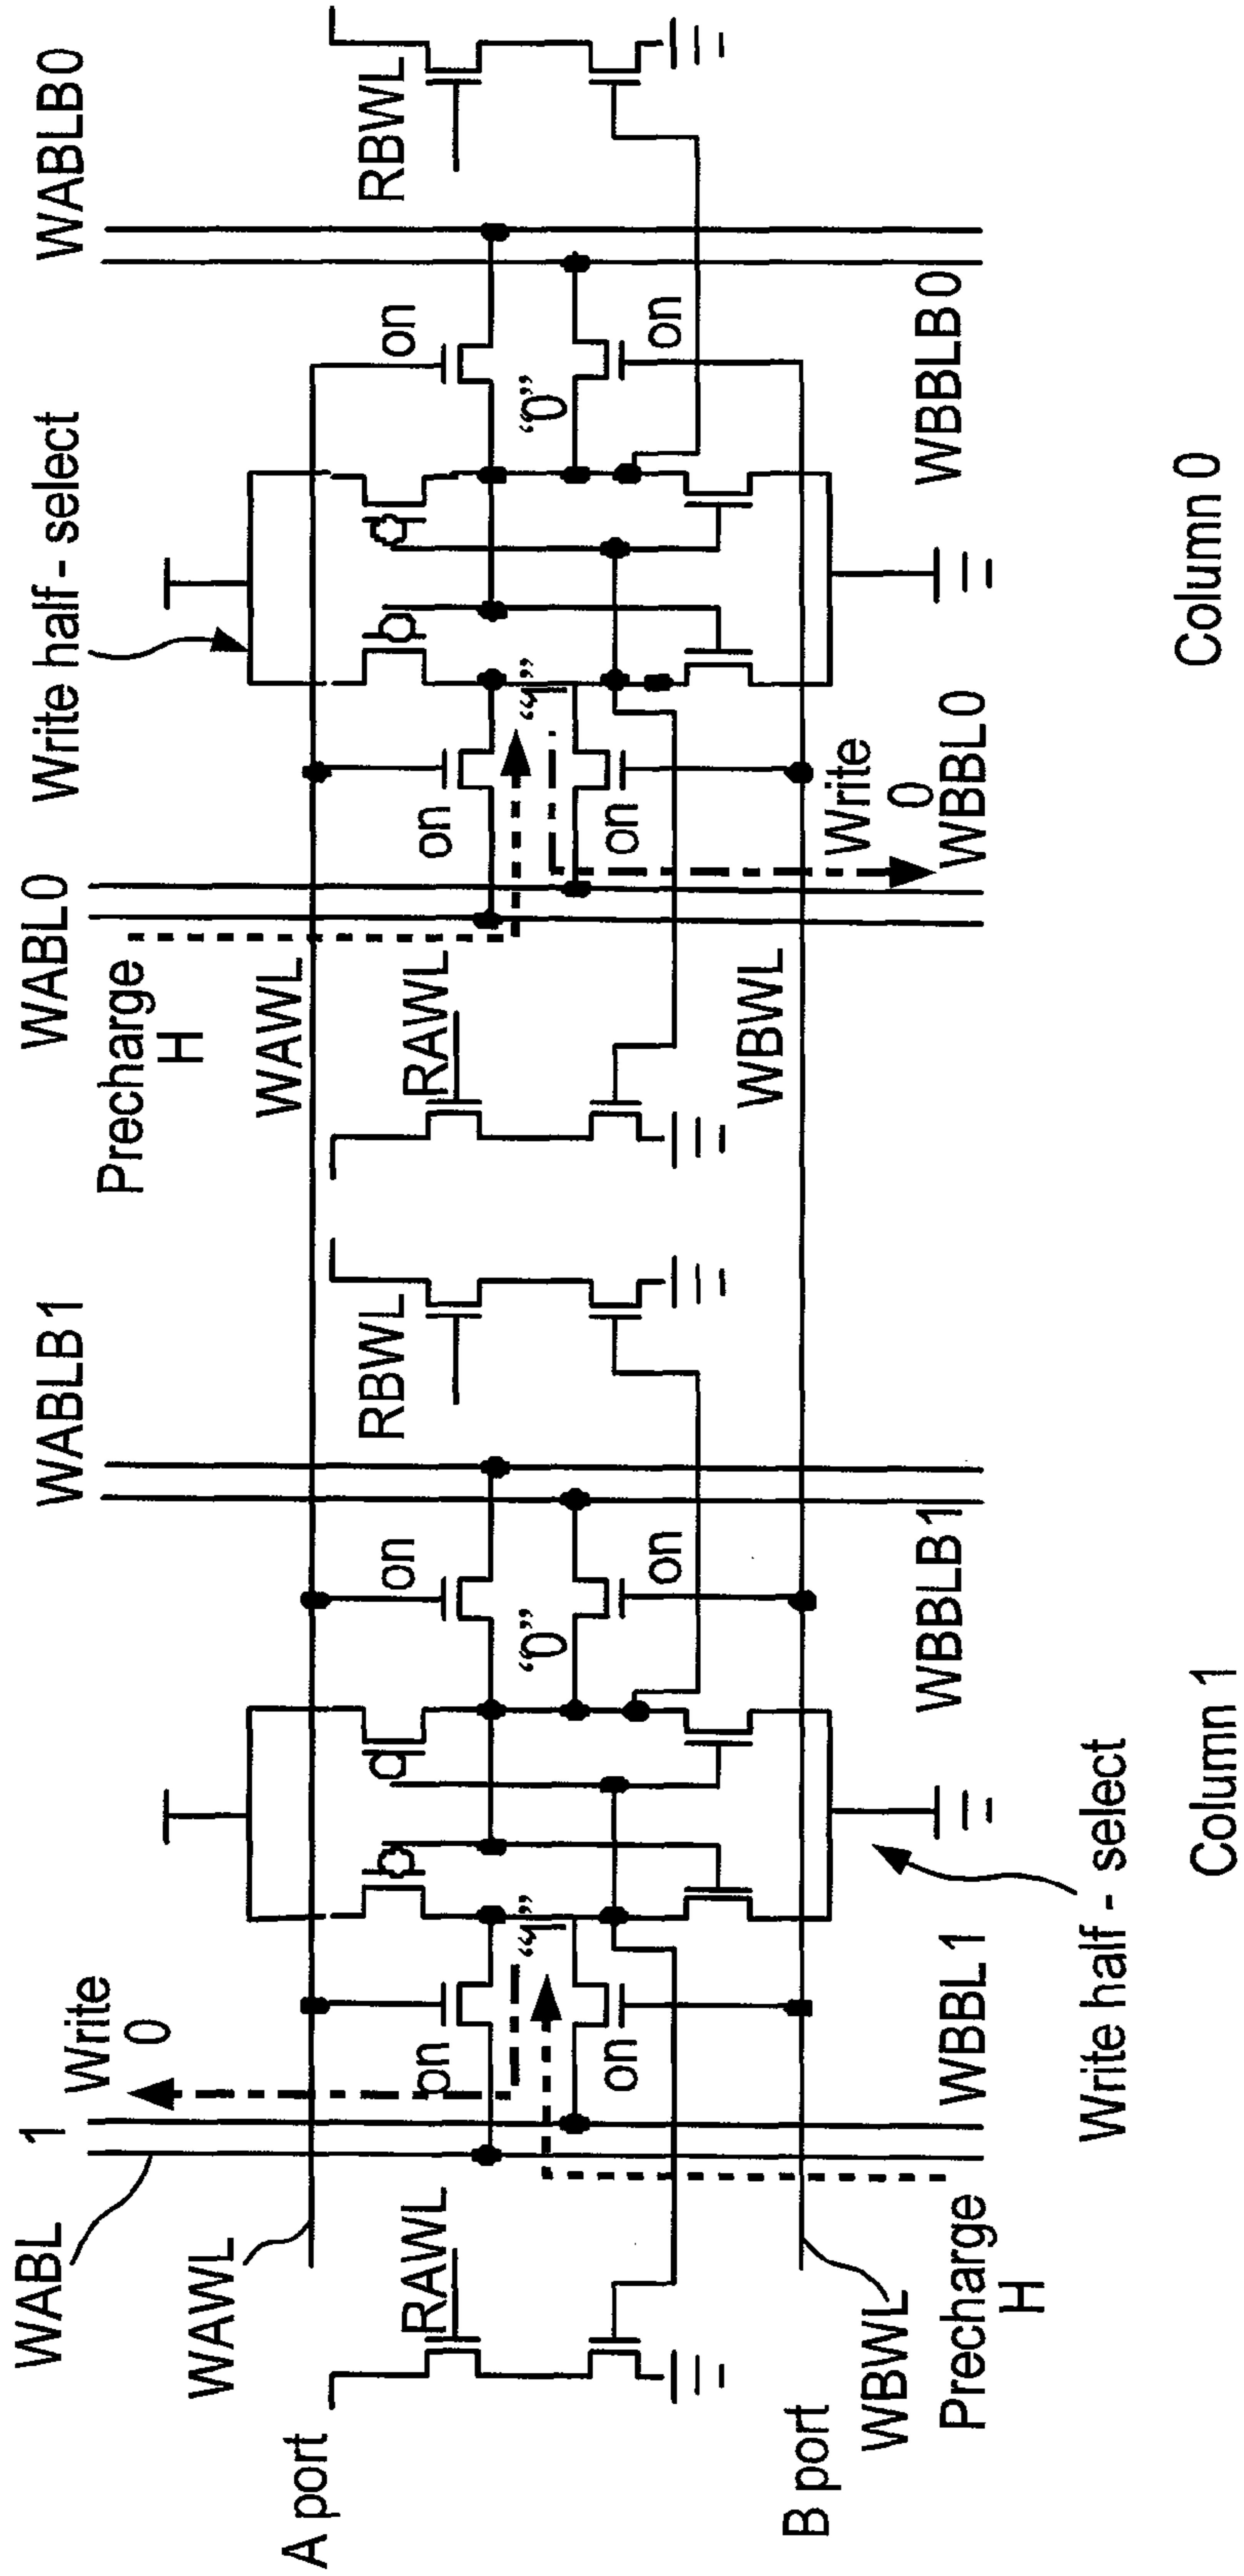 WABL 1
WABLB1
WABL0
WABLB0
Write
0
Precharge
H
Write half - select
WAWL
WAWL
A port
RAWL
RBWL
RAWL
RBWL
on
on
on
on
“1”
“0”
“1”
“0”
on
on
on
on
WBWL
B port
WBWL
Write
0
WBBL1
WBBLB1
WBBL0
WBBLB0
Precharge
H
Write half - select
Column 1
Column 0